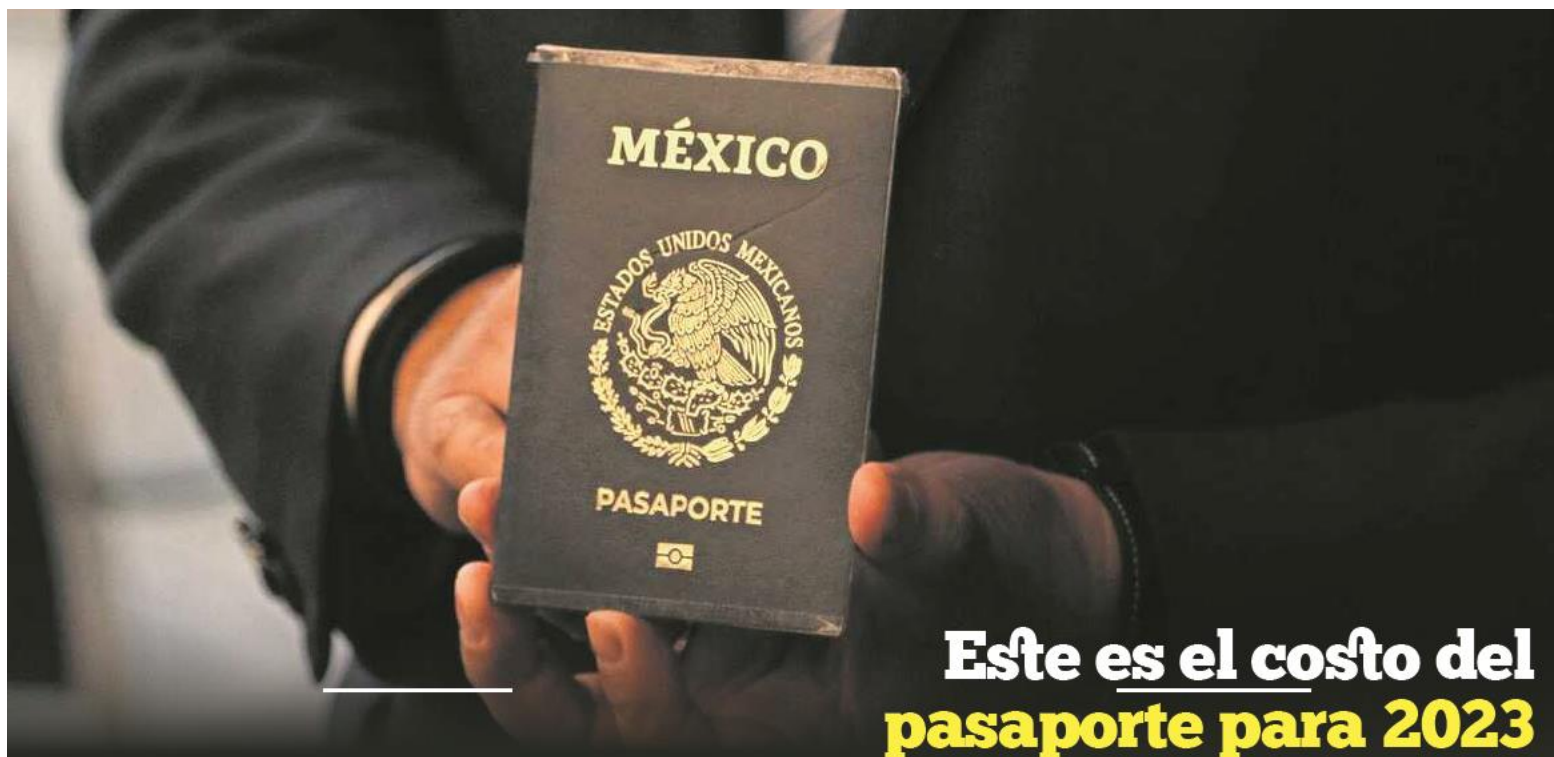 MÉXICO
ESTADOS UNIDOS MEXICANOS
PASAPORTE
Este es el costo del
pasaporte para 2023